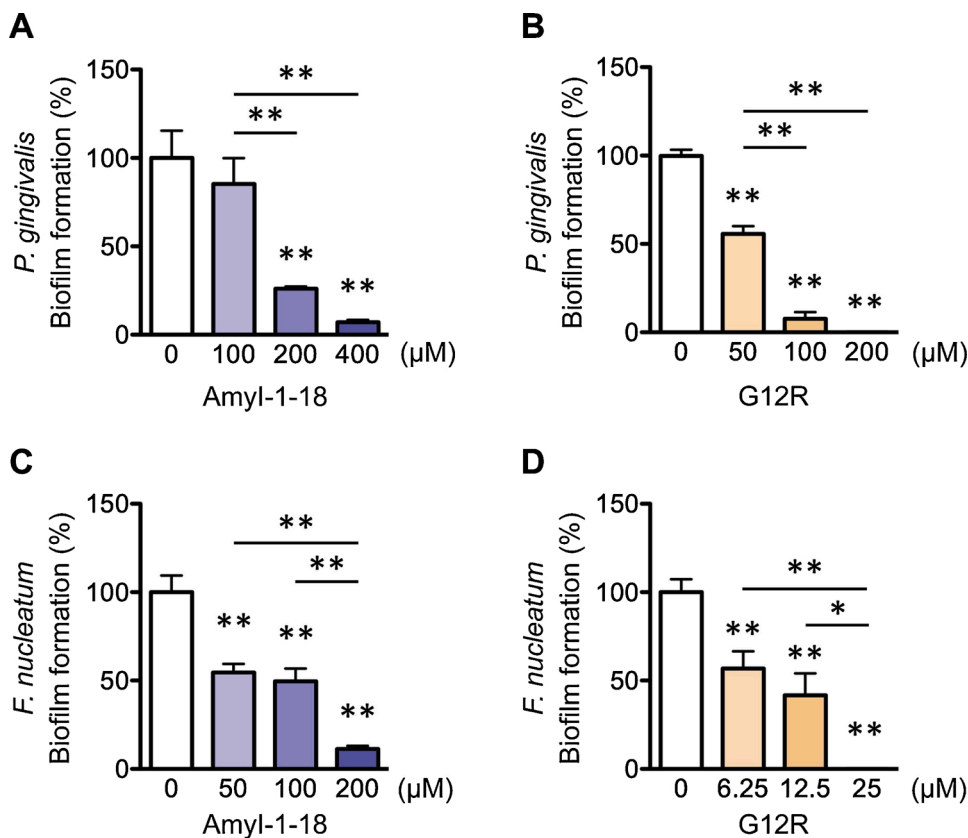 A
P. gingivalis
Biofilm formation (%)
150
100
50
0
**
**
**
**
0 100 200 400 (µM)
Amyl-1-18
B
P. gingivalis
Biofilm formation (%)
150
100
50
0
**
**
**
**
**
0 50 100 200 (µM)
G12R
C
F. nucleatum
Biofilm formation (%)
150
100
50
0
**
**
**
**
**
0 50 100 200 (µM)
Amyl-1-18
D
F. nucleatum
Biofilm formation (%)
150
100
50
0
**
*
**
**
**
0 6.25 12.5 25 (µM)
G12R